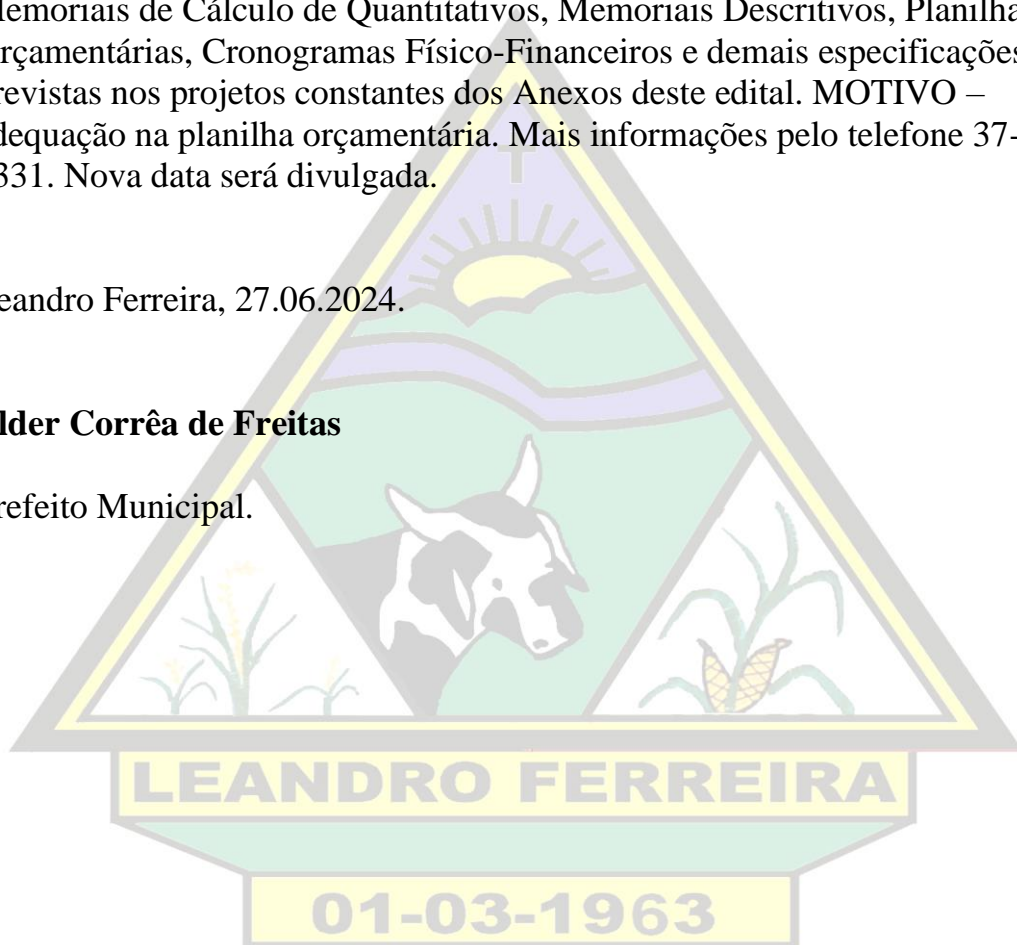 emoriais de Cálculo de Quantitativos, Memoriais Descritivos, Planilha
rçamentárias, Cronogramas Físico-Financeiros e demais especificações
revistas nos projetos constantes dos Anexos deste edital. MOTIVO –
dequação na planilha orçamentária. Mais informações pelo telefone 37-
331. Nova data será divulgada.
eandro Ferreira, 27.06.2024.
lder Corrêa de Freitas
refeito Municipal.
LEANDRO FERREIRA
01-03-1963